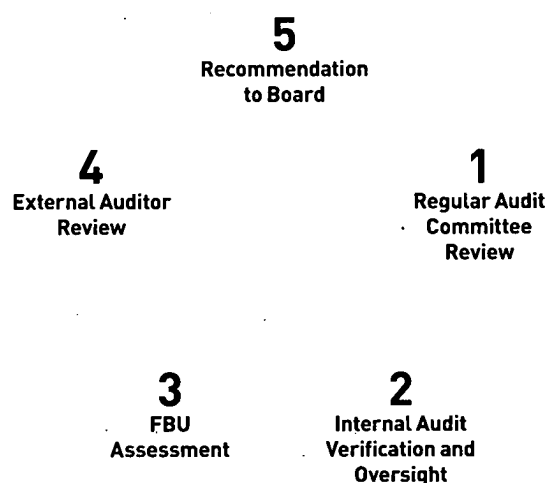 5
Recommendation
to Board
4
External Auditor
Review
1
Regular Audit
Committee
Review
3
FBU
Assessment
2
Internal Audit
Verification and
Oversight